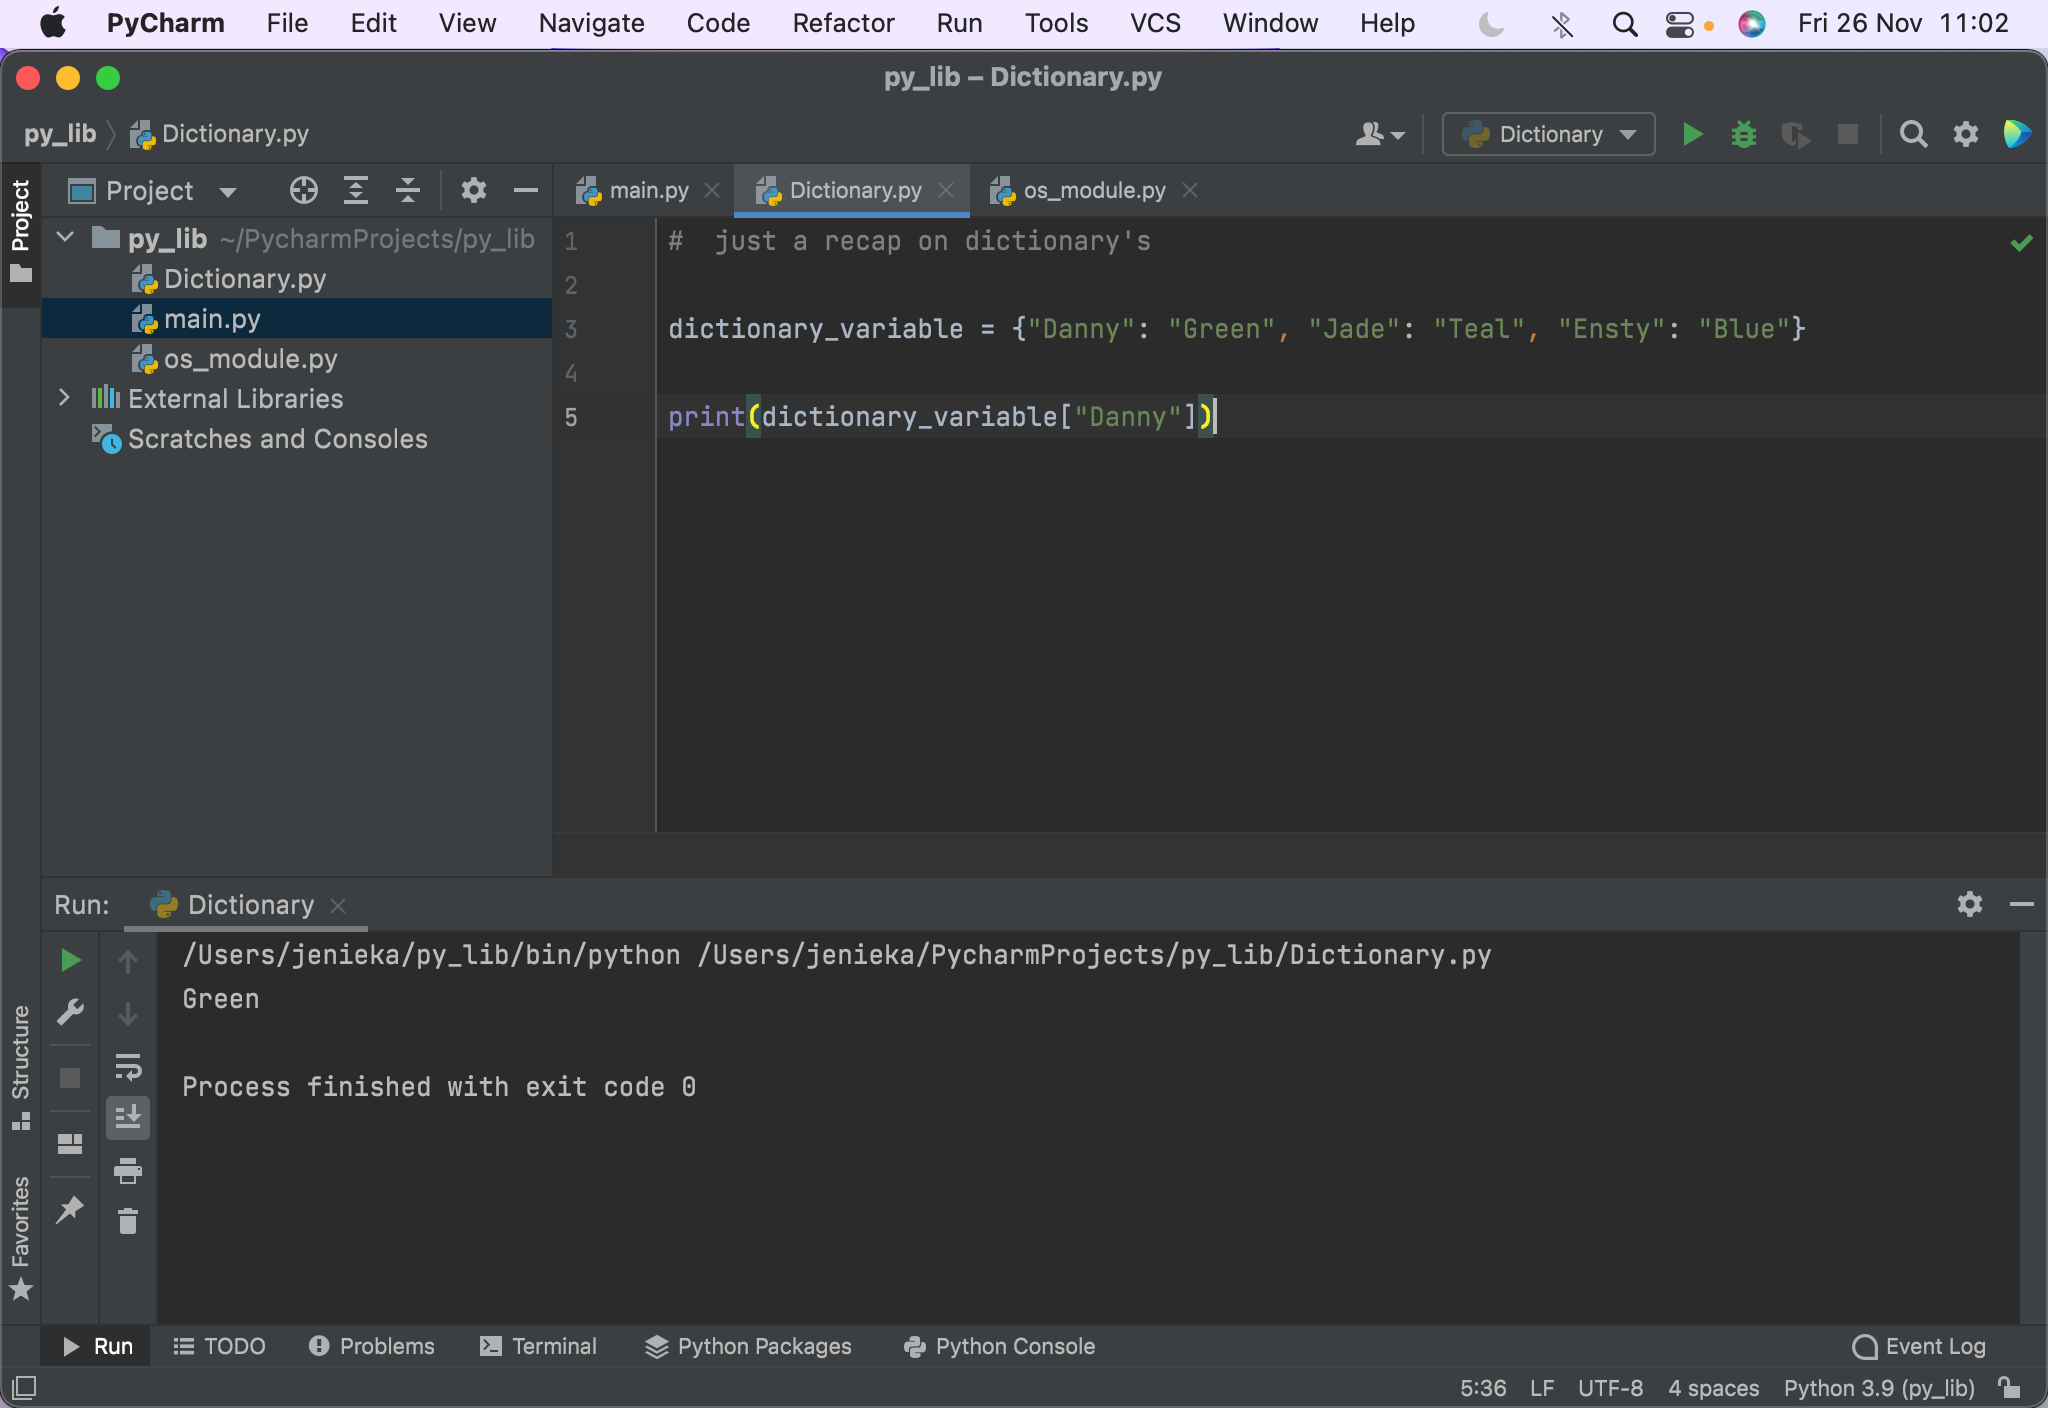 PyCharm File Edit View Navigate Code Refactor Run Tools VCS Window Help Fri 26 Nov 11:02
py_lib – Dictionary.py
py_lib Dictionary.py Dictionary
Project
Project main.py Dictionary.py os_module.py
py_lib ~/PycharmProjects/py_lib
Dictionary.py
main.py
os_module.py
External Libraries
Scratches and Consoles
1 #  just a recap on dictionary's
2
3 dictionary_variable = {"Danny": "Green", "Jade": "Teal", "Ensty": "Blue"}
4
5 print(dictionary_variable["Danny"])
Run: Dictionary
/Users/jenieka/py_lib/bin/python /Users/jenieka/PycharmProjects/py_lib/Dictionary.py
Green
Process finished with exit code 0
Structure
Favorites
Run TODO Problems Terminal Python Packages Python Console Event Log
5:36 LF UTF-8 4 spaces Python 3.9 (py_lib)